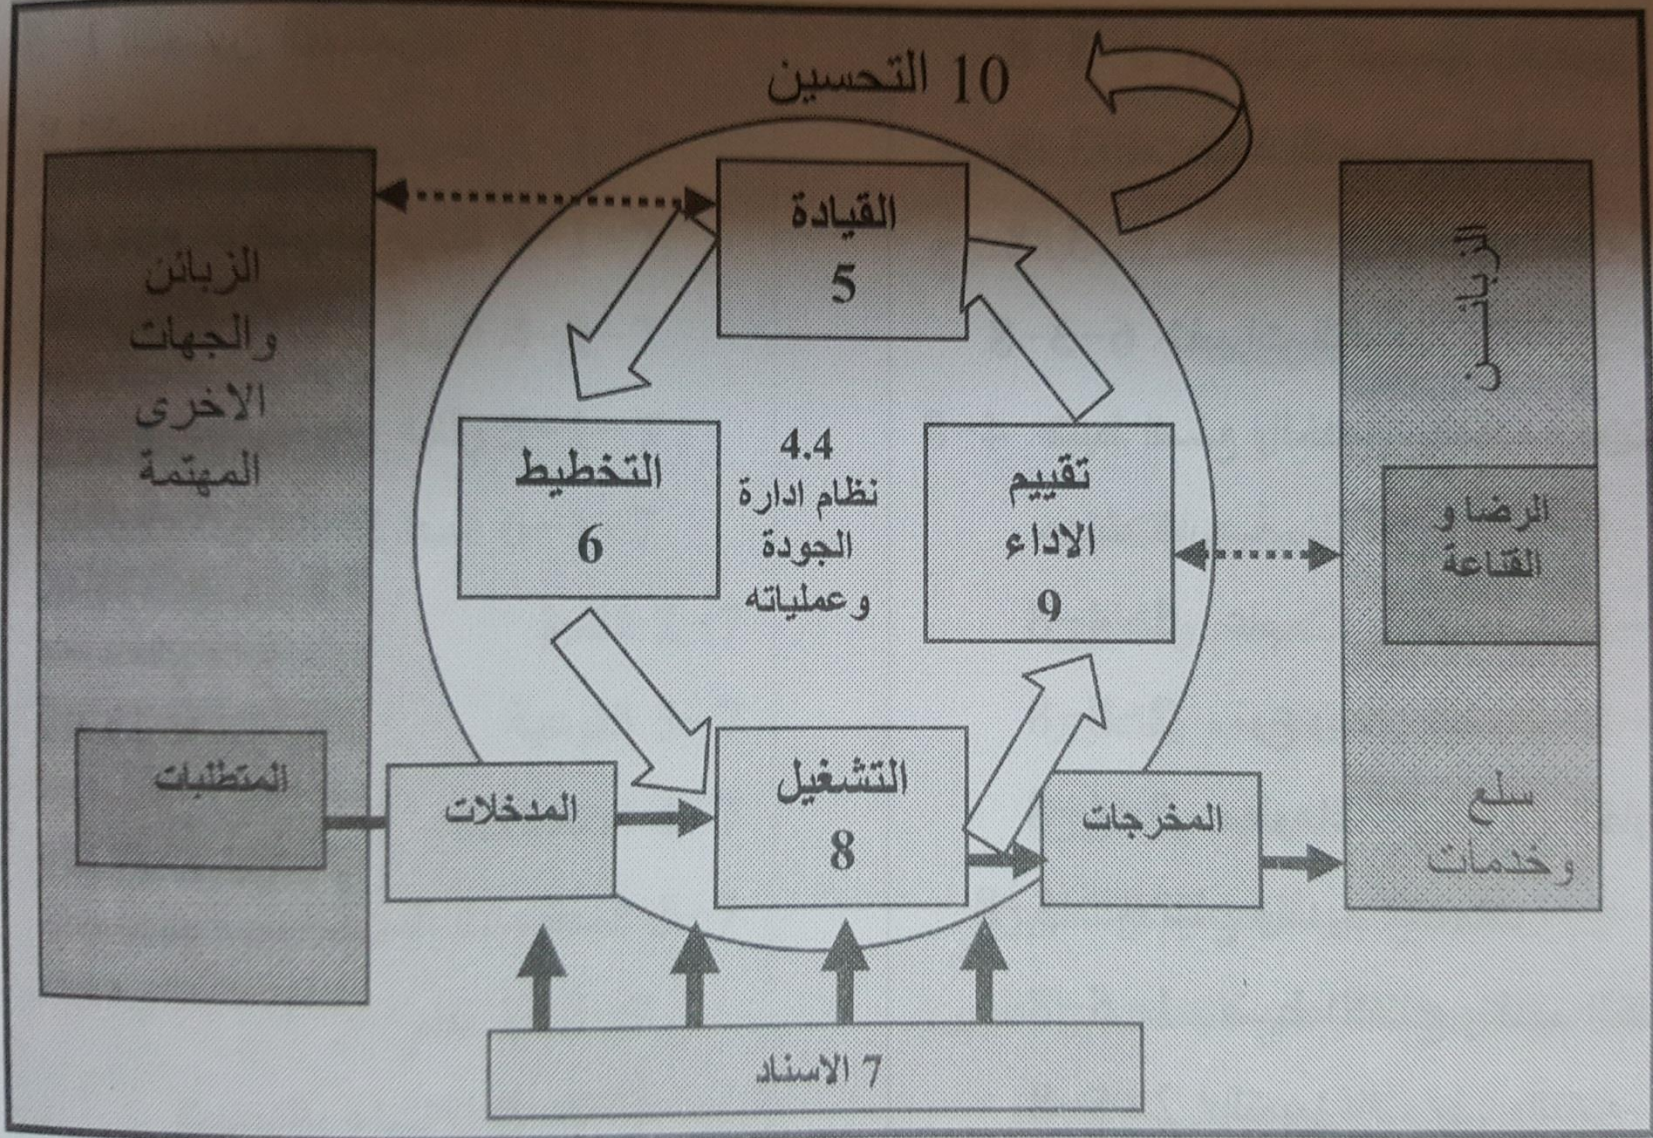 10 التحسين
القيادة
5
الزبائن
والجهات
الاخرى
المهتمة
المتطلبات
التخطيط
6
4.4
نظام ادارة
الجودة
وعملياته
تقييم
الاداء
9
الزبائــن
الرضا و
القناعة
سلع
وخدمات
المدخلات
التشغيل
8
المخرجات
7 الاسناد